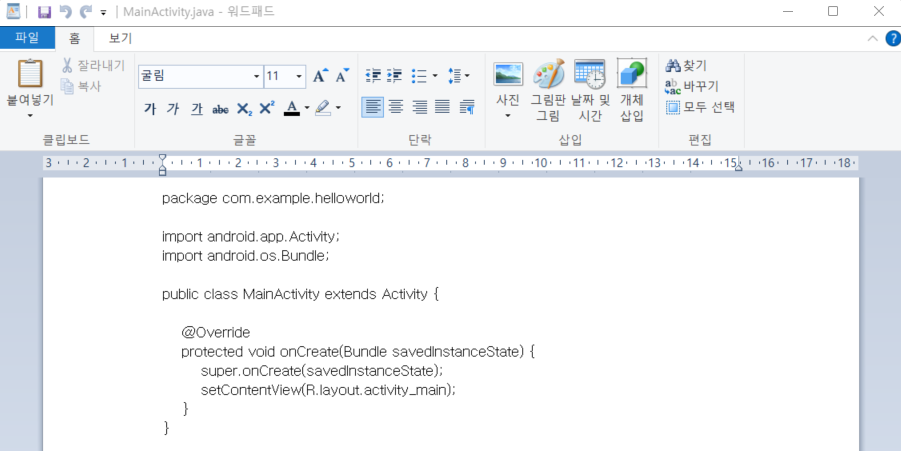 MainActivity.java - 워드패드
파일 홈 보기
붙여넣기
잘라내기
복사
클립보드
굴림 11
가 가 가 abc X₂ X² A
글꼴
단락
사진
그림판
그림
날짜 및
시간
개체
삽입
삽입
찾기
바꾸기
모두 선택
편집
3 2 1 1 2 3 4 5 6 7 8 9 10 11 12 13 14 15 16 17 18
package com.example.helloworld;
import android.app.Activity;
import android.os.Bundle;
public class MainActivity extends Activity {
@Override
protected void onCreate(Bundle savedInstanceState) {
super.onCreate(savedInstanceState);
setContentView(R.layout.activity_main);
}
}